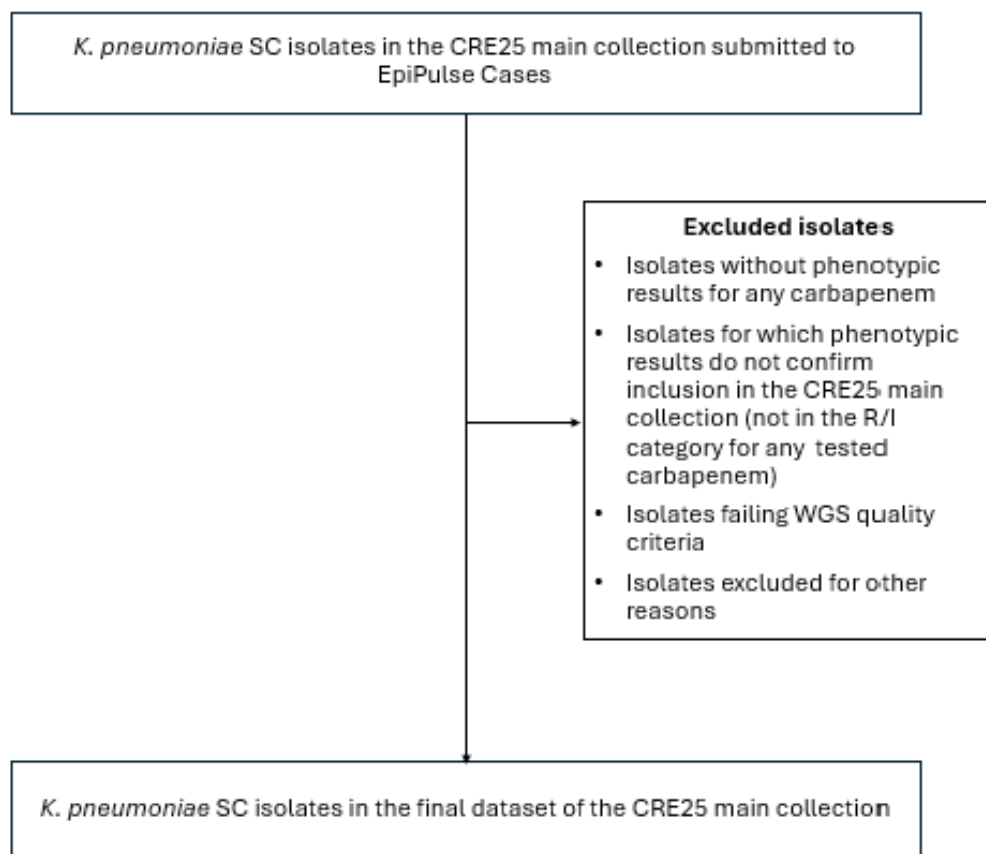 K. pneumoniae SC isolates in the CRE25 main collection submitted to
EpiPulse Cases
Excluded isolates
• Isolates without phenotypic
results for any carbapenem
• Isolates for which phenotypic
results do not confirm
inclusion in the CRE25 main
collection (not in the R/I
category for any tested
carbapenem)
• Isolates failing WGS quality
criteria
• Isolates excluded for other
reasons
K. pneumoniae SC isolates in the final dataset of the CRE25 main collection